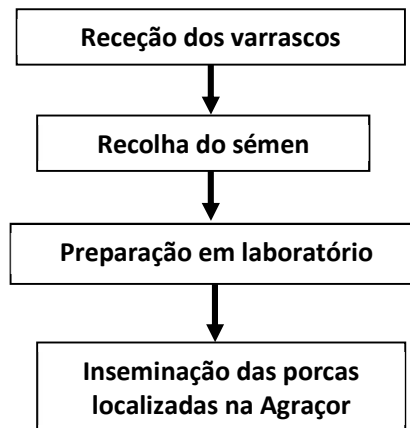 Receção dos varrascos
Recolha do sémen
Preparação em laboratório
Inseminação das porcas
localizadas na Agraçor